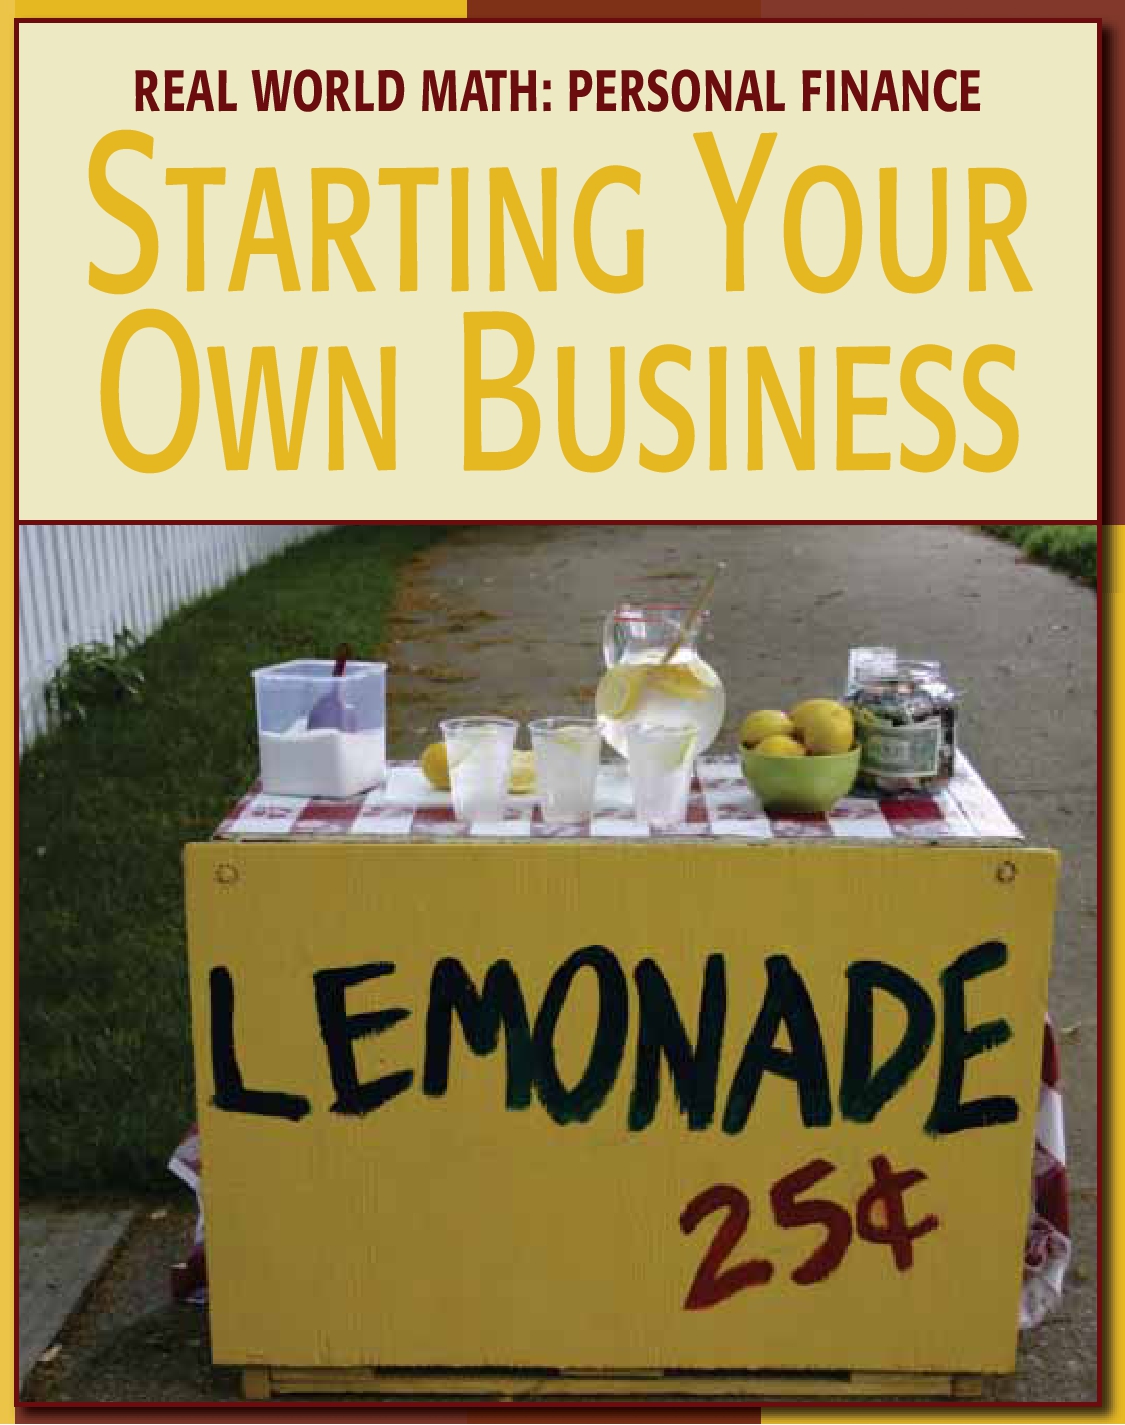 REAL WORLD MATH: PERSONAL FINANCE
STARTING YOUR
OWN BUSINESS
LEMONADE
25¢